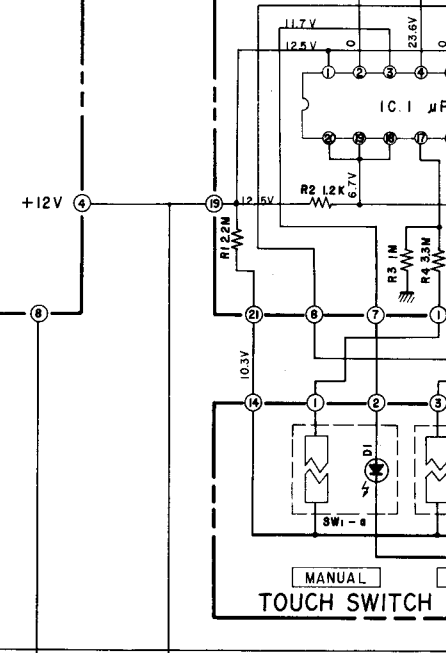 11.7V
12.5V
0
23.6V
0
1
2
3
4
IC.1 μP
20
19
18
17
+12V
4
19
12.5V
R2 1.2K
6.7V
R1 2.2M
R3 1M
R4 3.3M
8
21
6
7
1
10.3V
14
1
2
3
D1
SW1-a
MANUAL
TOUCH SWITCH